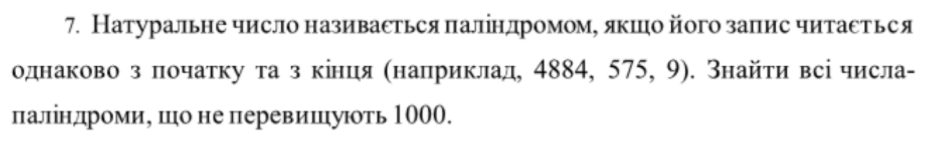 7. Натуральне число називається паліндромом, якщо його запис читається
однаково з початку та з кінця (наприклад, 4884, 575, 9). Знайти всі числа-
паліндроми, що не перевищують 1000.